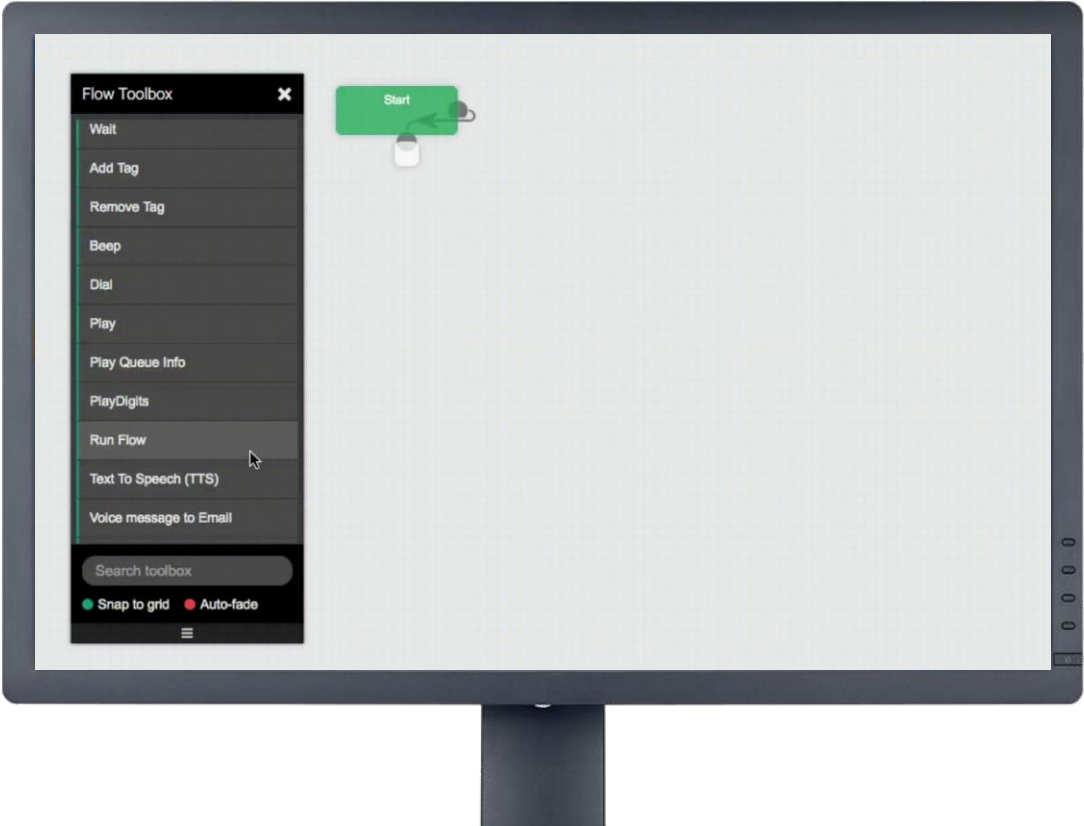 Flow Toolbox
Wait
Add Tag
Remove Tag
Beep
Dial
Play
Play Queue Info
PlayDigits
Run Flow
Text To Speech (TTS)
Voice message to Email
Search toolbox
Snap to grid Auto-fade
Start